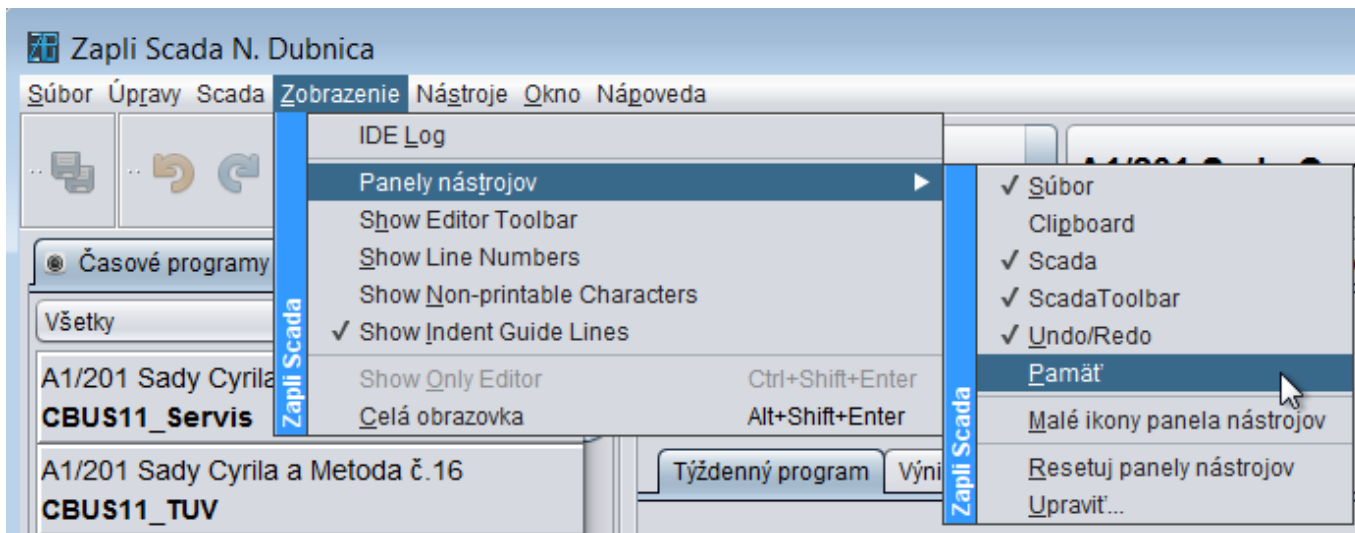 Zapli Scada N. Dubnica
Súbor Úpravy Scada Zobrazenie Nástroje Okno Nápoveda
IDE Log
Panely nástrojov
Show Editor Toolbar
Show Line Numbers
Show Non-printable Characters
✓ Show Indent Guide Lines
Show Only Editor Ctrl+Shift+Enter
Celá obrazovka Alt+Shift+Enter
Zapli Scada
✓ Súbor
Clipboard
✓ Scada
✓ ScadaToolbar
✓ Undo/Redo
Pamäť
Malé ikony panela nástrojov
Resetuj panely nástrojov
Upraviť...
Zapli Scada
Časové programy
Všetky
A1/201 Sady Cyrila
CBUS11_Servis
A1/201 Sady Cyrila a Metoda č.16
CBUS11_TUV
Týždenný program Výni